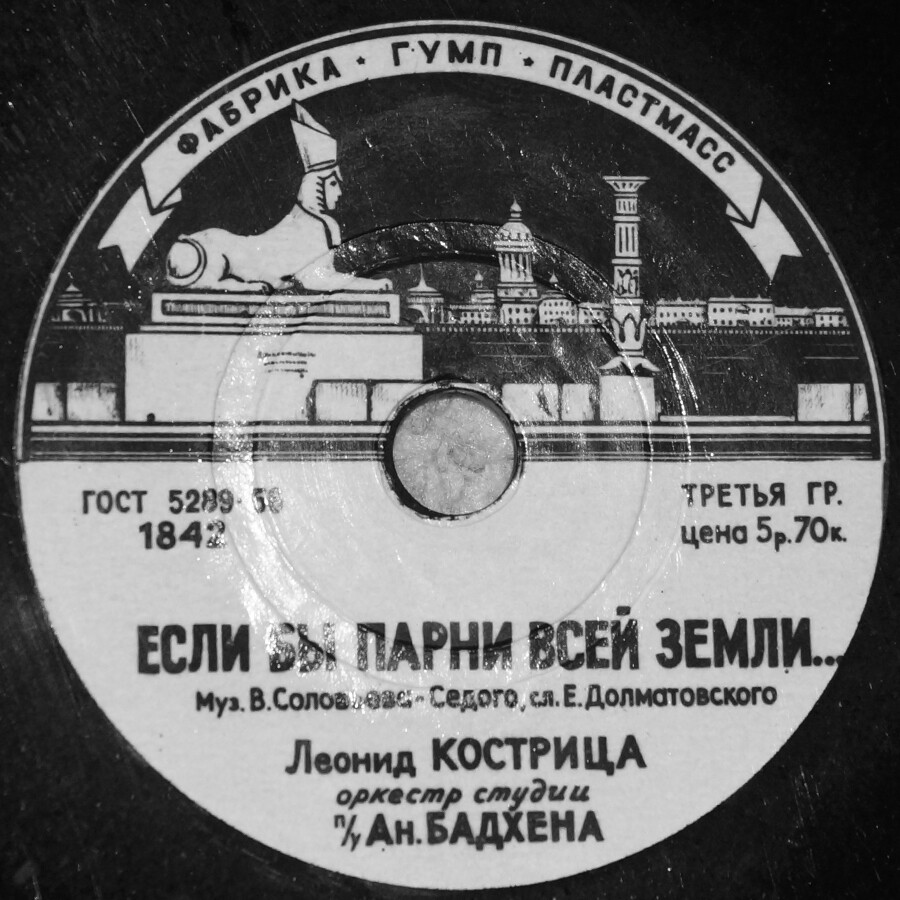 ФАБРИКА ★ ГУМП ★ ПЛАСТМАСС
ГОСТ 5289-56
1842
ТРЕТЬЯ ГР.
цена 5р.70к.
ЕСЛИ БЫ ПАРНИ ВСЕЙ ЗЕМЛИ...
Муз. В. Соловьева-Седого, сл. Е. Долматовского
Леонид КОСТРИЦА
оркестр студии
п/у Ан. БАДХЕНА